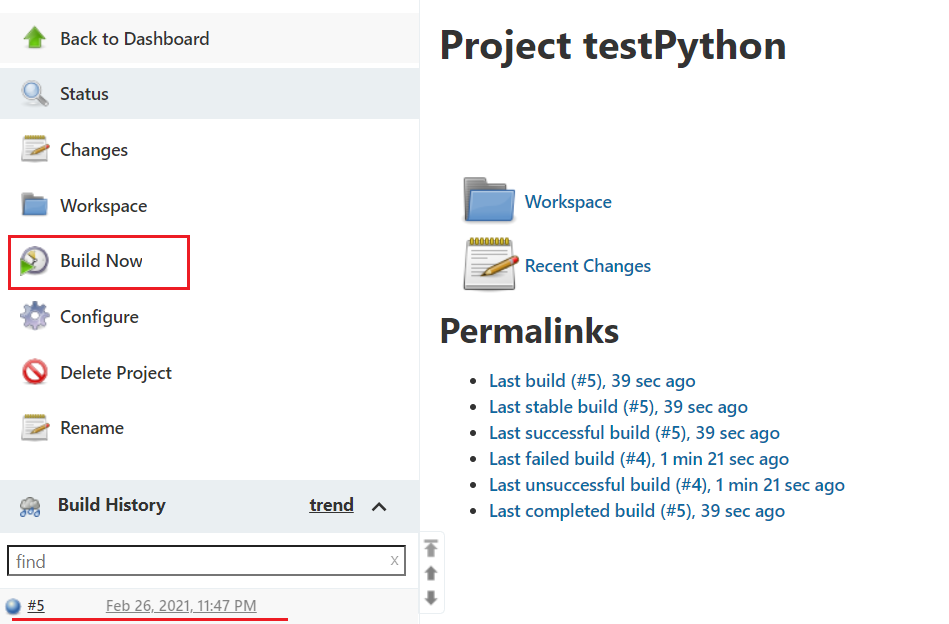 Back to Dashboard
Status
Changes
Workspace
Build Now
Configure
Delete Project
Rename
Build History trend
find x
#5 Feb 26, 2021, 11:47 PM
Project testPython
Workspace
Recent Changes
Permalinks
Last build (#5), 39 sec ago
Last stable build (#5), 39 sec ago
Last successful build (#5), 39 sec ago
Last failed build (#4), 1 min 21 sec ago
Last unsuccessful build (#4), 1 min 21 sec ago
Last completed build (#5), 39 sec ago